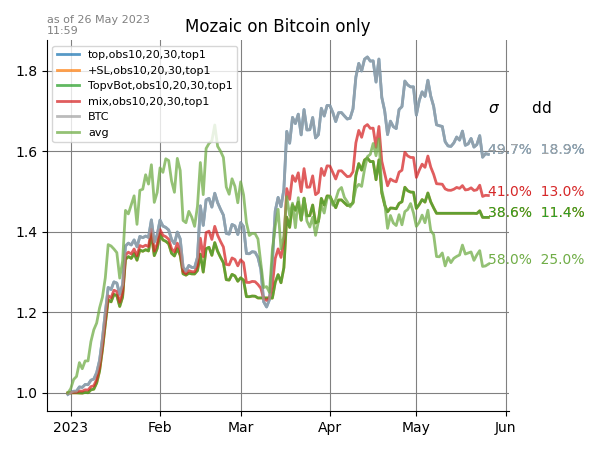 as of 26 May 2023
11:59
Mozaic on Bitcoin only
top,obs10,20,30,top1
+SL,obs10,20,30,top1
TopvBot,obs10,20,30,top1
mix,obs10,20,30,top1
BTC
avg
σ dd
49.7% 18.9%
41.0% 13.0%
38.6% 11.4%
58.0% 25.0%
1.8
1.6
1.4
1.2
1.0
2023 Feb Mar Apr May Jun